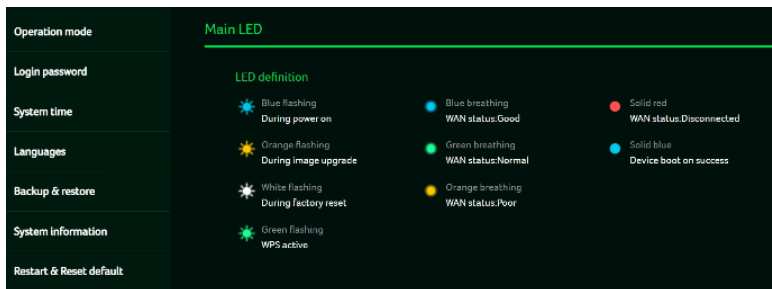 Operation mode
Login password
System time
Languages
Backup & restore
System information
Restart & Reset default
Main LED
LED definition
Blue flashing
During power on
Blue breathing
WAN status:Good
Solid red
WAN status:Disconnected
Orange flashing
During image upgrade
Green breathing
WAN status:Normal
Solid blue
Device boot on success
White flashing
During factory reset
Orange breathing
WAN status:Poor
Green flashing
WPS active